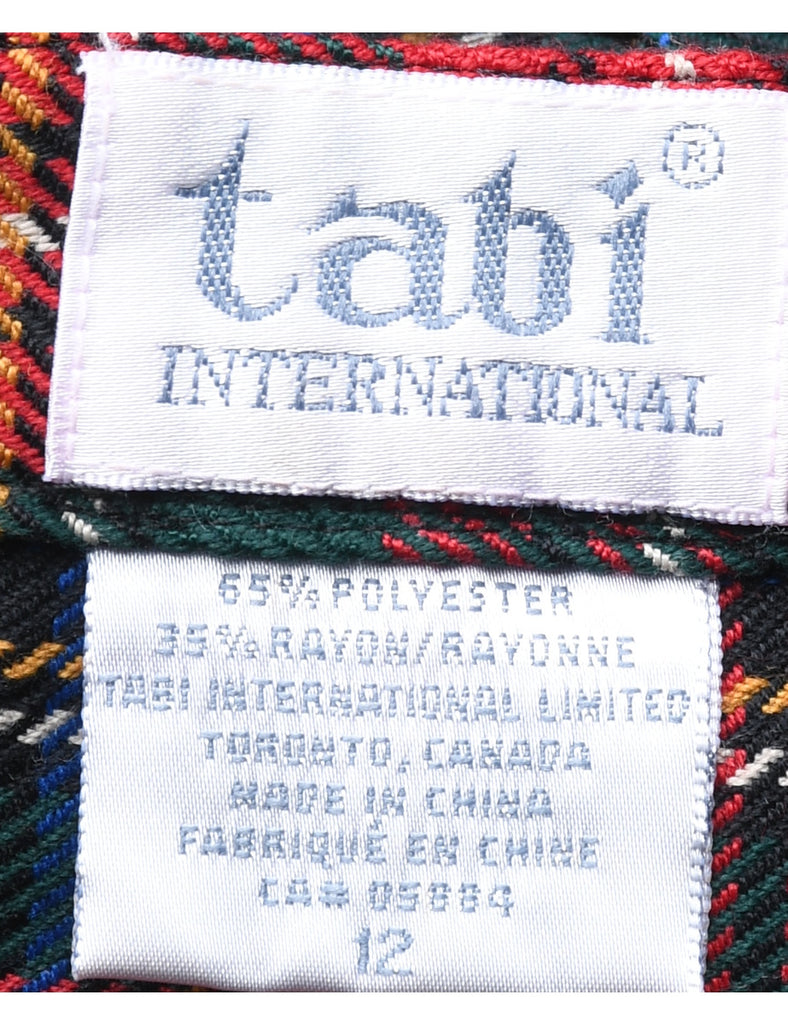 tabi®
INTERNATIONAL
65% POLYESTER
35% RAYON/RAYONNE
TABI INTERNATIONAL LIMITED
TORONTO, CANADA
MADE IN CHINA
FABRIQUÉ EN CHINE
CA# 05884
12